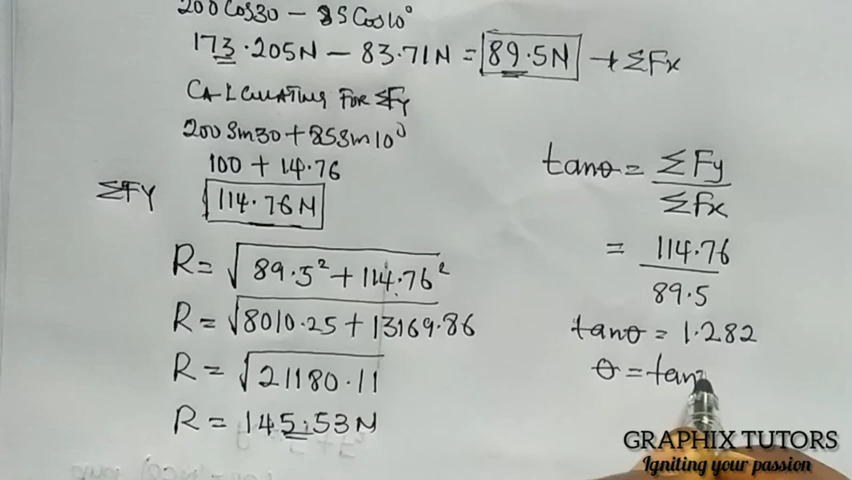 200 Cos30 - 85 Cos10°
173.205N - 83.71N = 89.5N → ΣFx
CALCULATING FOR ΣFy
200 Sin30 + 85Sin10°
100 + 14.76
ΣFY 114.76N
R = √89.5² + 114.76²
R = √8010.25 + 13169.86
R = √21180.11
R = 145.53N
tanθ = ΣFy
ΣFx
= 114.76
89.5
tanθ = 1.282
θ = tan
GRAPHIX TUTORS
Igniting your passion